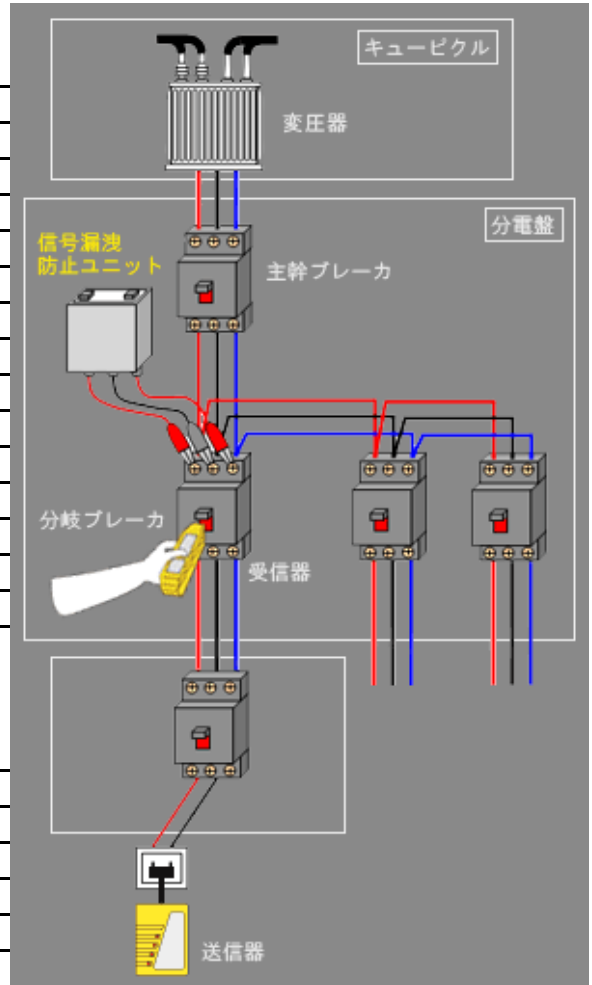 キュービクル
変圧器
分電盤
信号漏洩
防止ユニット
主幹ブレーカ
分岐ブレーカ
受信器
送信器